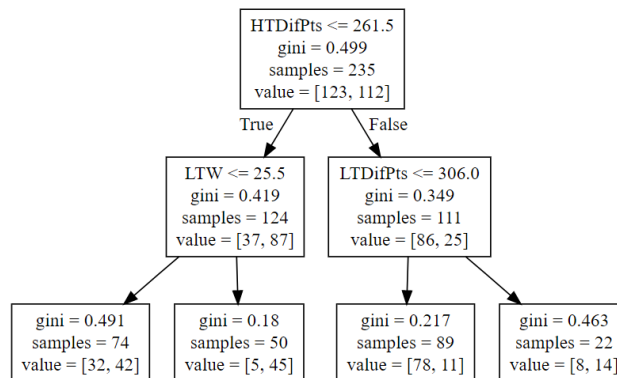 HTDifPts <= 261.5
gini = 0.499
samples = 235
value = [123, 112]
True
False
LTW <= 25.5
gini = 0.419
samples = 124
value = [37, 87]
LTDifPts <= 306.0
gini = 0.349
samples = 111
value = [86, 25]
gini = 0.491
samples = 74
value = [32, 42]
gini = 0.18
samples = 50
value = [5, 45]
gini = 0.217
samples = 89
value = [78, 11]
gini = 0.463
samples = 22
value = [8, 14]